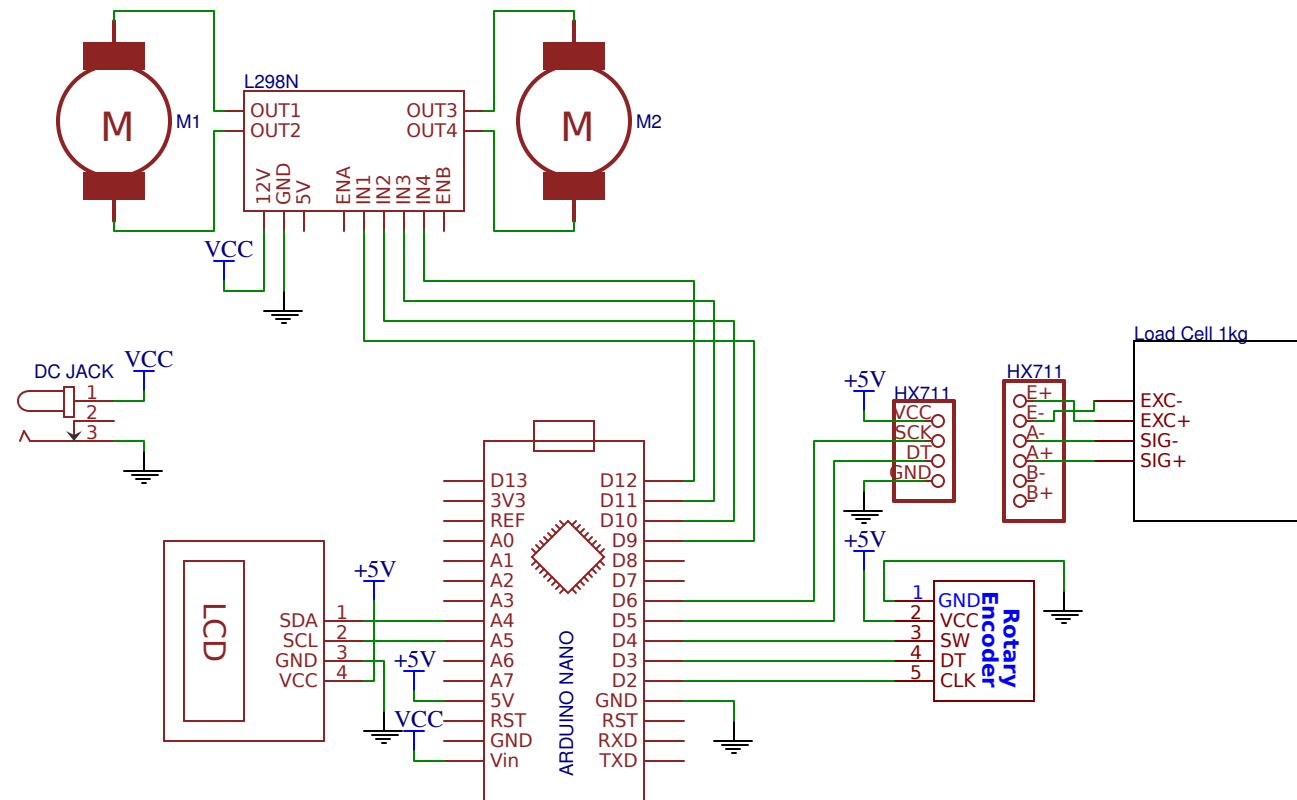 L298N
M
M1
OUT1
OUT2
OUT3
OUT4
M
M2
12V
GND
5V
ENA
IN1
IN2
IN3
IN4
ENB
VCC
DC JACK
VCC
1
2
3
Load Cell 1kg
EXC-
EXC+
SIG-
SIG+
HX711
E+
E-
A-
A+
B-
B+
+5V
HX711
VCC
SCK
DT
GND
D13
3V3
REF
A0
A1
A2
A3
A4
A5
A6
A7
5V
RST
GND
Vin
D12
D11
D10
D9
D8
D7
D6
D5
D4
D3
D2
GND
RST
RXD
TXD
ARDUINO NANO
LCD
SDA 1
SCL 2
GND 3
VCC 4
+5V
+5V
VCC
+5V
1 GND
2 VCC
3 SW
4 DT
5 CLK
Rotary
Encoder